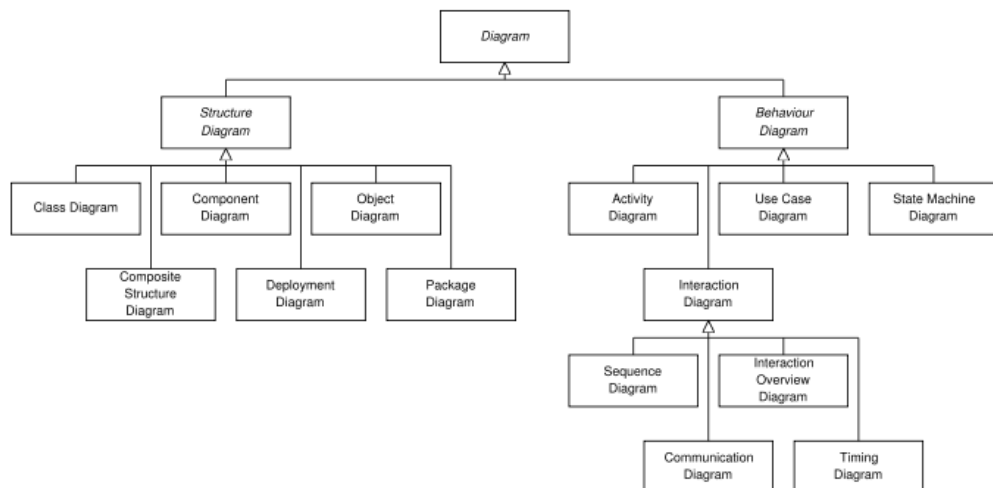 Diagram
Structure
Diagram
Behaviour
Diagram
Class Diagram
Component
Diagram
Object
Diagram
Activity
Diagram
Use Case
Diagram
State Machine
Diagram
Composite
Structure
Diagram
Deployment
Diagram
Package
Diagram
Interaction
Diagram
Sequence
Diagram
Interaction
Overview
Diagram
Communication
Diagram
Timing
Diagram